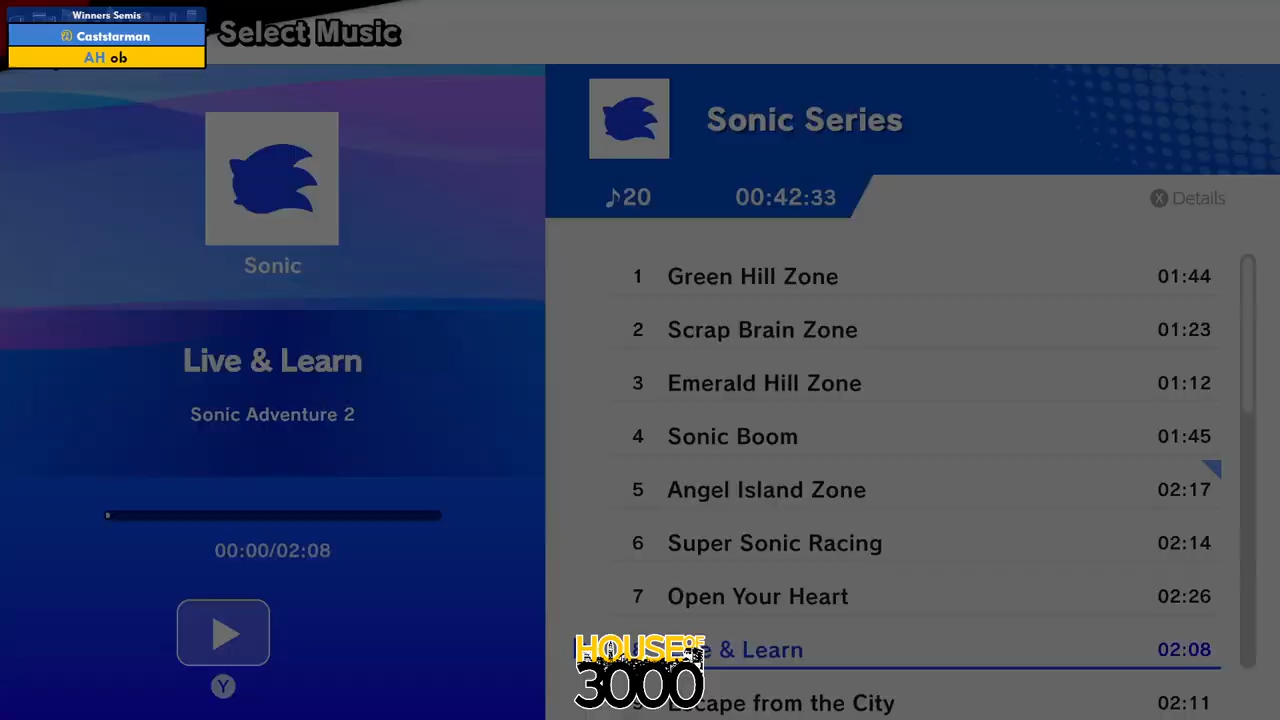 Winners Semis
Caststarman
AH ob
Select Music
Sonic
Live & Learn
Sonic Adventure 2
00:00/02:08
Y
Sonic Series
♪20 00:42:33
X Details
1 Green Hill Zone 01:44
2 Scrap Brain Zone 01:23
3 Emerald Hill Zone 01:12
4 Sonic Boom 01:45
5 Angel Island Zone 02:17
6 Super Sonic Racing 02:14
7 Open Your Heart 02:26
& Learn 02:08
Escape from the City 02:11
HOUSE OF
3000